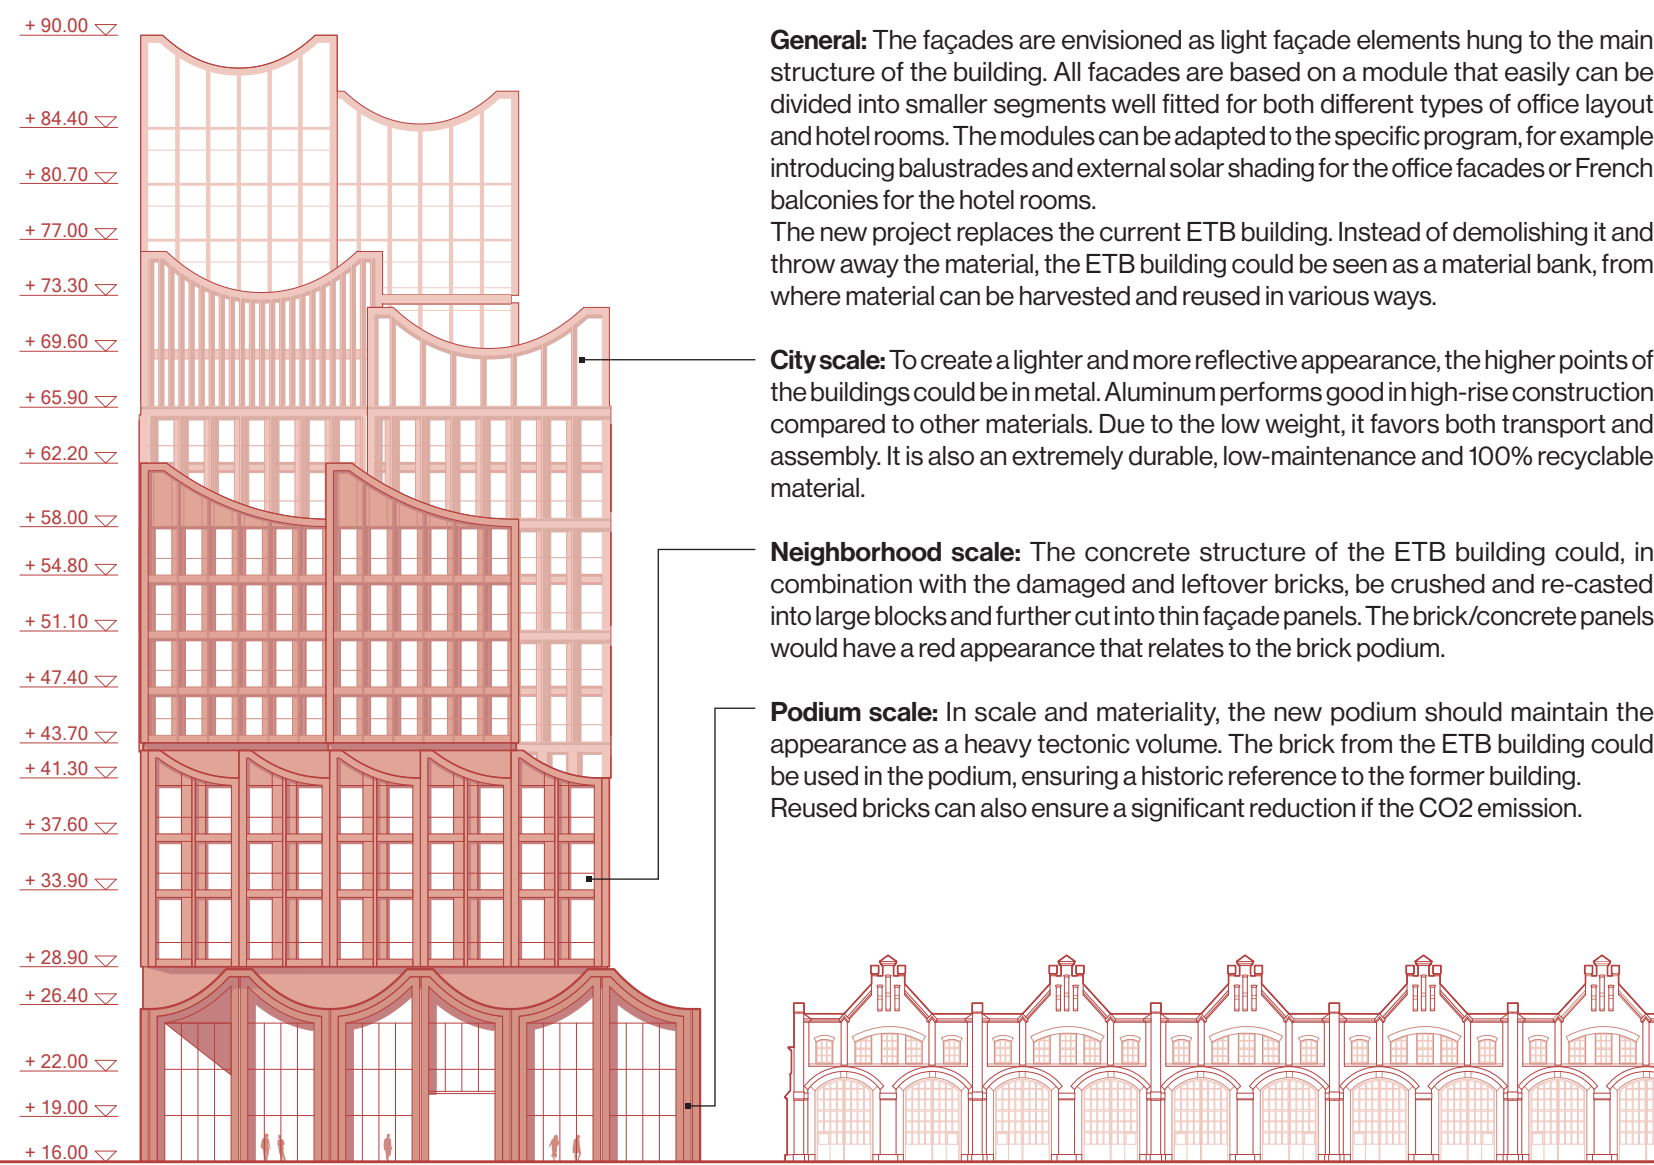 + 90.00
+ 84.40
+ 80.70
+ 77.00
+ 73.30
+ 69.60
+ 65.90
+ 62.20
+ 58.00
+ 54.80
+ 51.10
+ 47.40
+ 43.70
+ 41.30
+ 37.60
+ 33.90
+ 28.90
+ 26.40
+ 22.00
+ 19.00
+ 16.00
General: The façades are envisioned as light façade elements hung to the main
structure of the building. All facades are based on a module that easily can be
divided into smaller segments well fitted for both different types of office layout
and hotel rooms. The modules can be adapted to the specific program, for example
introducing balustrades and external solar shading for the office facades or French
balconies for the hotel rooms.
The new project replaces the current ETB building. Instead of demolishing it and
throw away the material, the ETB building could be seen as a material bank, from
where material can be harvested and reused in various ways.
City scale: To create a lighter and more reflective appearance, the higher points of
the buildings could be in metal. Aluminum performs good in high-rise construction
compared to other materials. Due to the low weight, it favors both transport and
assembly. It is also an extremely durable, low-maintenance and 100% recyclable
material.
Neighborhood scale: The concrete structure of the ETB building could, in
combination with the damaged and leftover bricks, be crushed and re-casted
into large blocks and further cut into thin façade panels. The brick/concrete panels
would have a red appearance that relates to the brick podium.
Podium scale: In scale and materiality, the new podium should maintain the
appearance as a heavy tectonic volume. The brick from the ETB building could
be used in the podium, ensuring a historic reference to the former building.
Reused bricks can also ensure a significant reduction if the CO2 emission.